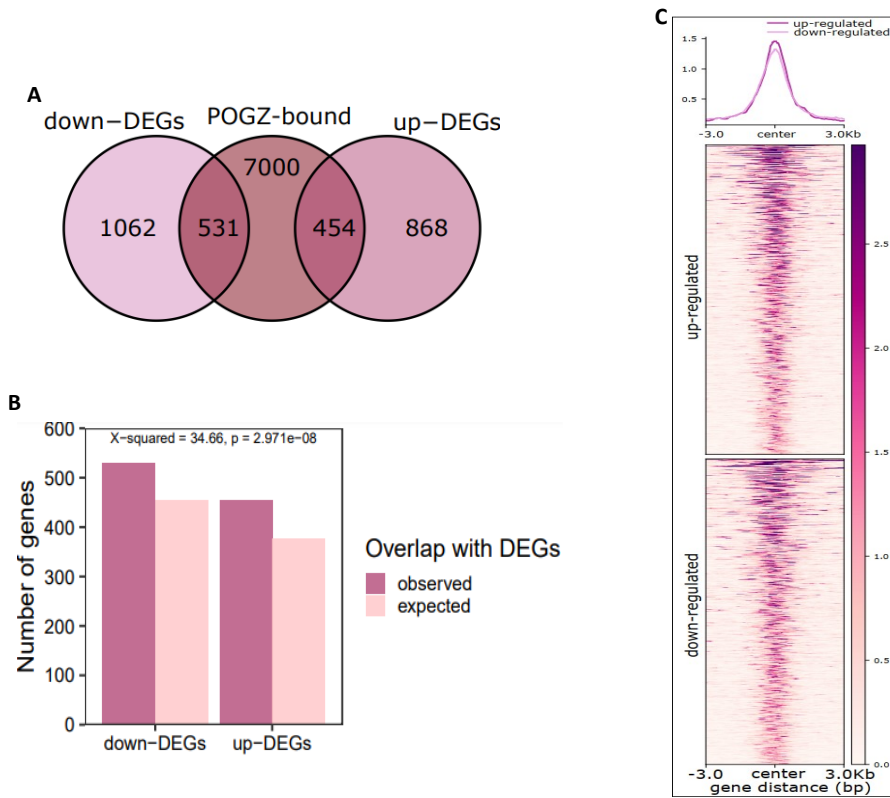 A
down−DEGs
POGZ-bound
up−DEGs
7000
1062
531
454
868
B
X−squared = 34.66, p = 2.971e−08
Number of genes
600
500
400
300
200
100
0
down−DEGs
up−DEGs
Overlap with DEGs
observed
expected
C
up-regulated
down-regulated
1.5
1.0
0.5
-3.0
center
3.0Kb
up-regulated
down-regulated
2.5
2.0
1.5
1.0
0.5
0.0
-3.0
center
3.0Kb
gene distance (bp)